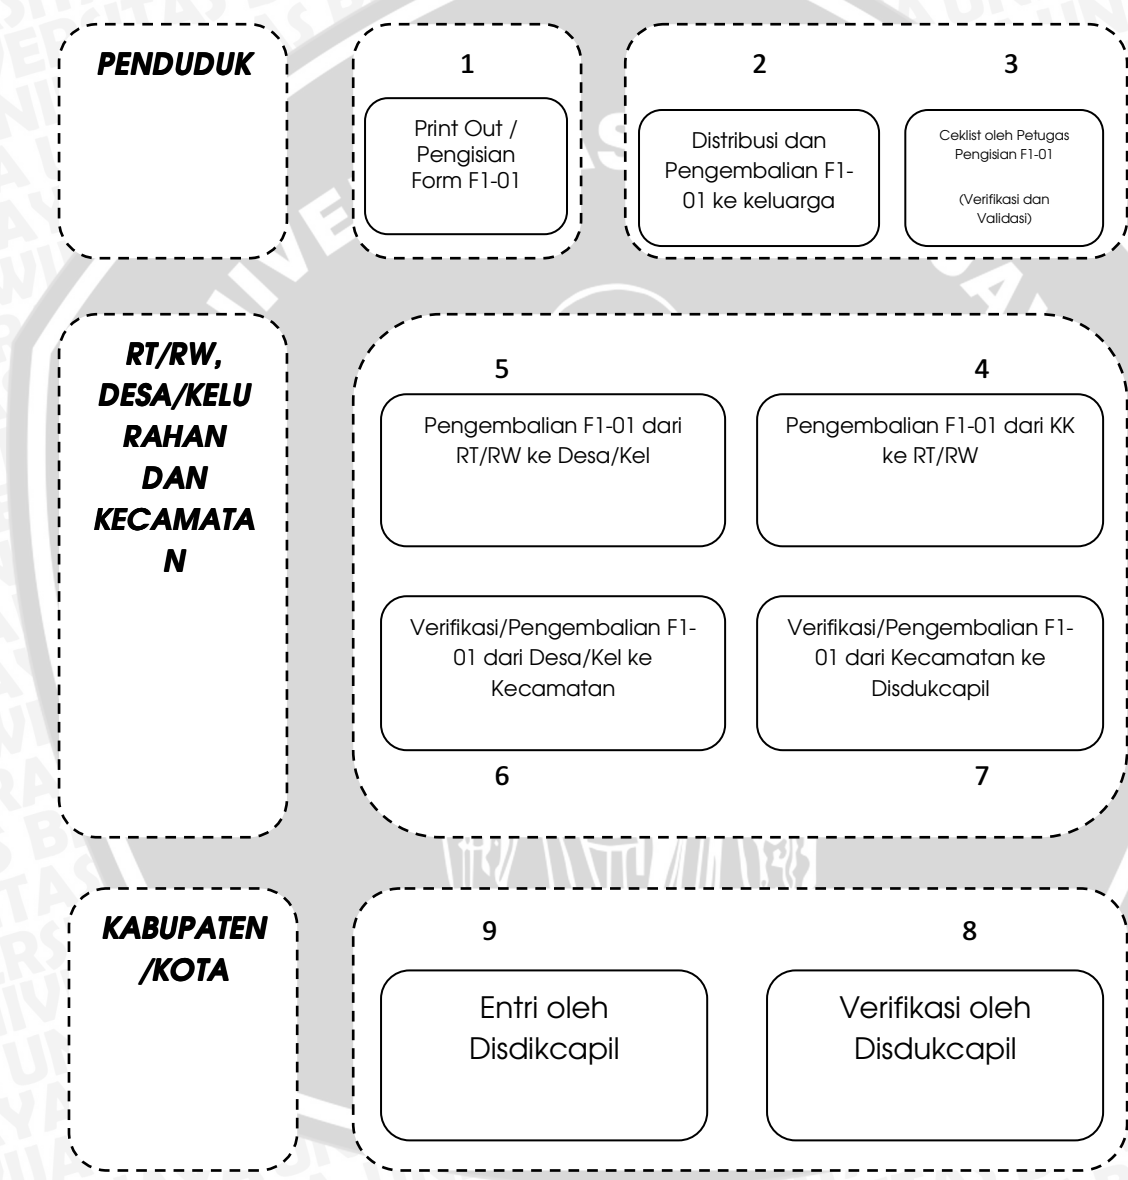 PENDUDUK
1
Print Out /
Pengisian
Form F1-01
2
Distribusi dan
Pengembalian F1-
01 ke keluarga
3
Ceklist oleh Petugas
Pengisian F1-01
(Verifikasi dan
Validasi)
RT/RW,
DESA/KELU
RAHAN
DAN
KECAMATA
N
5
Pengembalian F1-01 dari
RT/RW ke Desa/Kel
4
Pengembalian F1-01 dari KK
ke RT/RW
Verifikasi/Pengembalian F1-
01 dari Desa/Kel ke
Kecamatan
6
Verifikasi/Pengembalian F1-
01 dari Kecamatan ke
Disdukcapil
7
KABUPATEN
/KOTA
9
Entri oleh
Disdikcapil
8
Verifikasi oleh
Disdukcapil